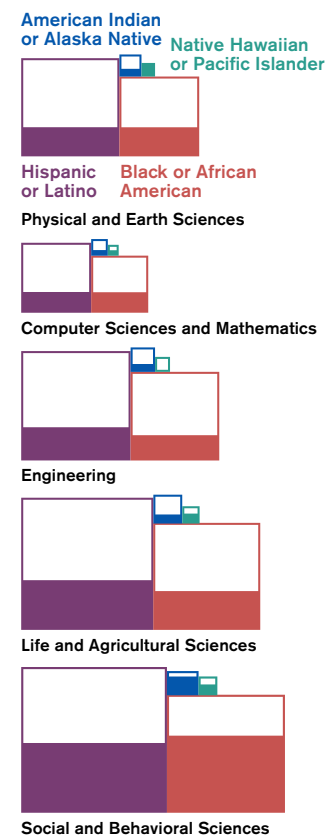 American Indian
or Alaska Native
Native Hawaiian
or Pacific Islander
Hispanic
or Latino
Black or African
American
Physical and Earth Sciences
Computer Sciences and Mathematics
Engineering
Life and Agricultural Sciences
Social and Behavioral Sciences